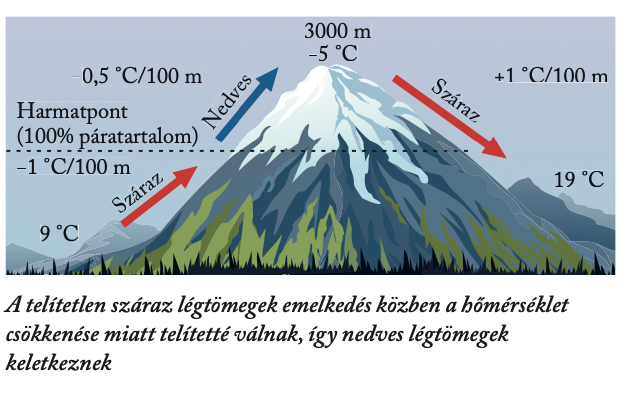 3000 m
–5 °C
–0,5 °C/100 m
Nedves
Száraz
+1 °C/100 m
Harmatpont
(100% páratartalom)
–1 °C/100 m
Száraz
19 °C
9 °C
A telítetlen száraz légtömegek emelkedés közben a hőmérséklet
csökkenése miatt telítetté válnak, így nedves légtömegek
keletkeznek